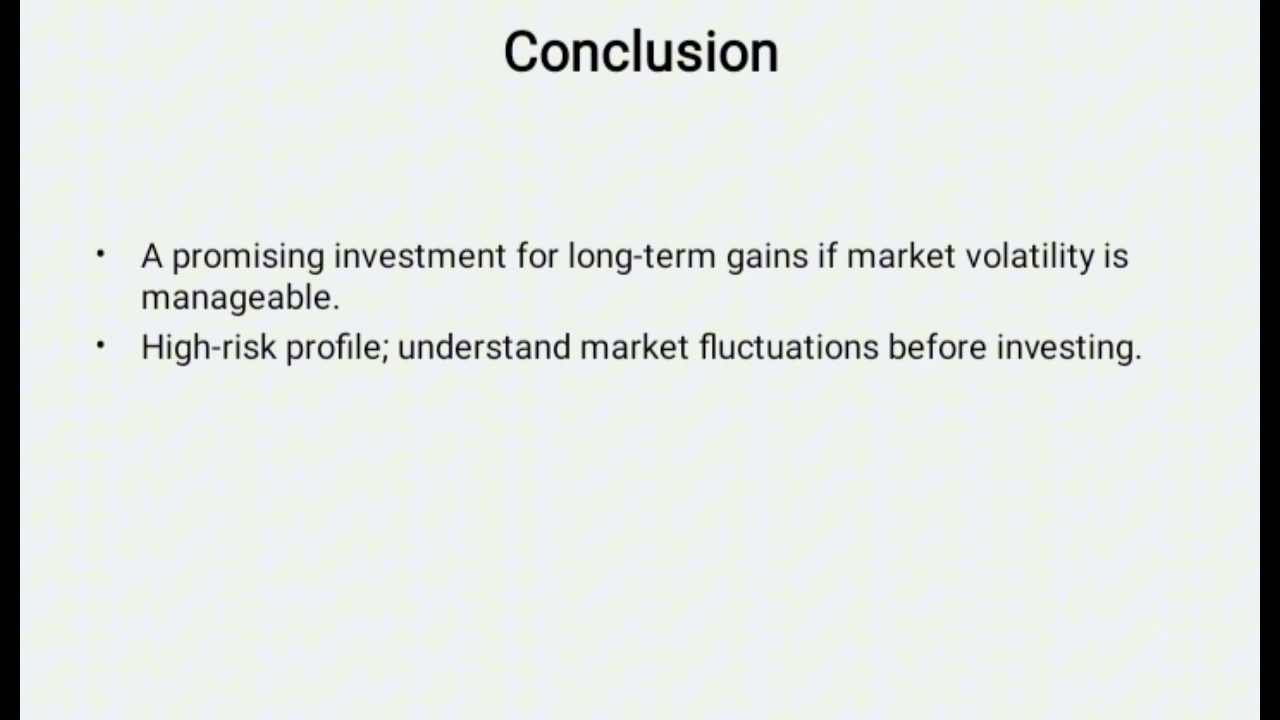 Conclusion
• A promising investment for long-term gains if market volatility is
manageable.
• High-risk profile; understand market fluctuations before investing.